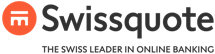 Swissquote
THE SWISS LEADER IN ONLINE BANKING